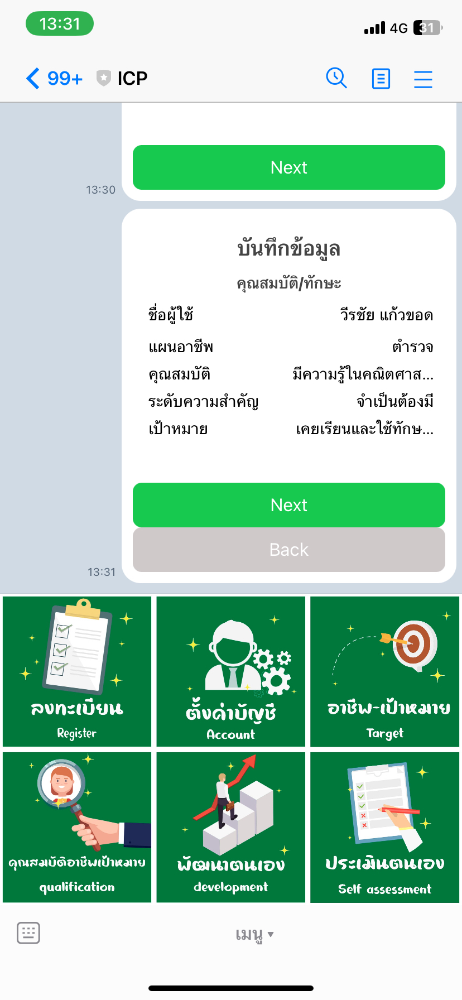 13:31
4G 31
99+ ICP
Next
13:30
บันทึกข้อมูล
คุณสมบัติ/ทักษะ
ชื่อผู้ใช้ วีรชัย แก้วขอด
แผนอาชีพ ตำรวจ
คุณสมบัติ มีความรู้ในคณิตศาส...
ระดับความสำคัญ จำเป็นต้องมี
เป้าหมาย เคยเรียนและใช้ทักษ...
Next
Back
13:31
ลงทะเบียน
Register
ตั้งค่าบัญชี
Account
อาชีพ-เป้าหมาย
Target
คุณสมบัติอาชีพเป้าหมาย
qualification
พัฒนาตนเอง
development
ประเมินตนเอง
Self assessment
เมนู